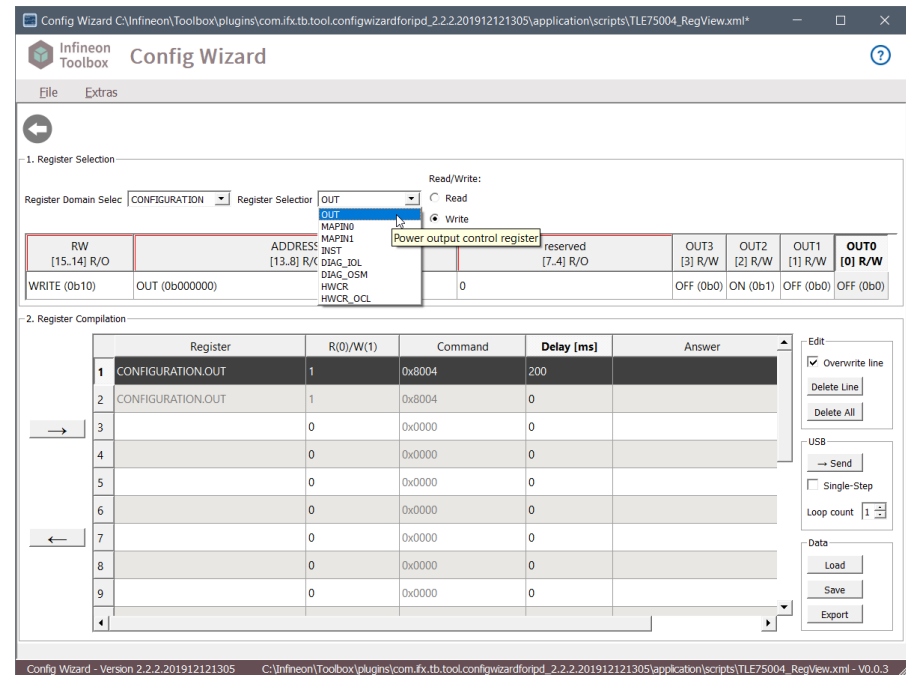 Config Wizard C:\Infineon\Toolbox\plugins\com.ifx.tb.tool.configwizardforipd_2.2.2.201912121305\application\scripts\TLE75004_RegView.xml*
Infineon
Toolbox
Config Wizard
?
File Extras
1. Register Selection
Read/Write:
Register Domain Selec CONFIGURATION Register Selectior OUT Read
Write
OUT
MAPIN0
MAPIN1
INST
DIAG_IOL
DIAG_OSM
HWCR
HWCR_OCL
Power output control register
RW ADDRESS reserved OUT3 OUT2 OUT1 OUT0
[15..14] R/O [13..8] R/O [7..4] R/O [3] R/W [2] R/W [1] R/W [0] R/W
WRITE (0b10) OUT (0b000000) 0 OFF (0b0) ON (0b1) OFF (0b0) OFF (0b0)
2. Register Compilation
Register R(0)/W(1) Command Delay [ms] Answer
1 CONFIGURATION.OUT 1 0x8004 200
2 CONFIGURATION.OUT 1 0x8004 0
3 0 0x0000 0
4 0 0x0000 0
5 0 0x0000 0
6 0 0x0000 0
7 0 0x0000 0
8 0 0x0000 0
9 0 0x0000 0
→
←
Edit
Overwrite line
Delete Line
Delete All
USB
→ Send
Single-Step
Loop count 1
Data
Load
Save
Export
Config Wizard - Version 2.2.2.201912121305 C:\Infineon\Toolbox\plugins\com.ifx.tb.tool.configwizardforipd_2.2.2.201912121305\application\scripts\TLE75004_RegView.xml - V0.0.3